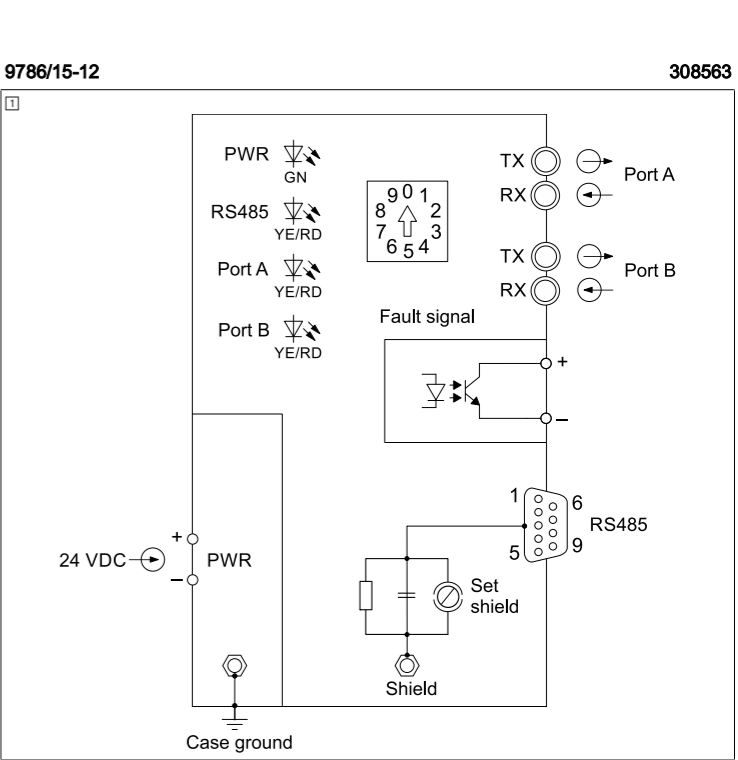 9786/15-12 308563
1
PWR
GN
RS485
YE/RD
Port A
YE/RD
Port B
YE/RD
9 0 1
8 2
7 3
6 5 4
TX
RX
Port A
TX
RX
Port B
Fault signal
+
–
1 6
5 9
RS485
24 VDC
+
–
PWR
Set
shield
Shield
Case ground